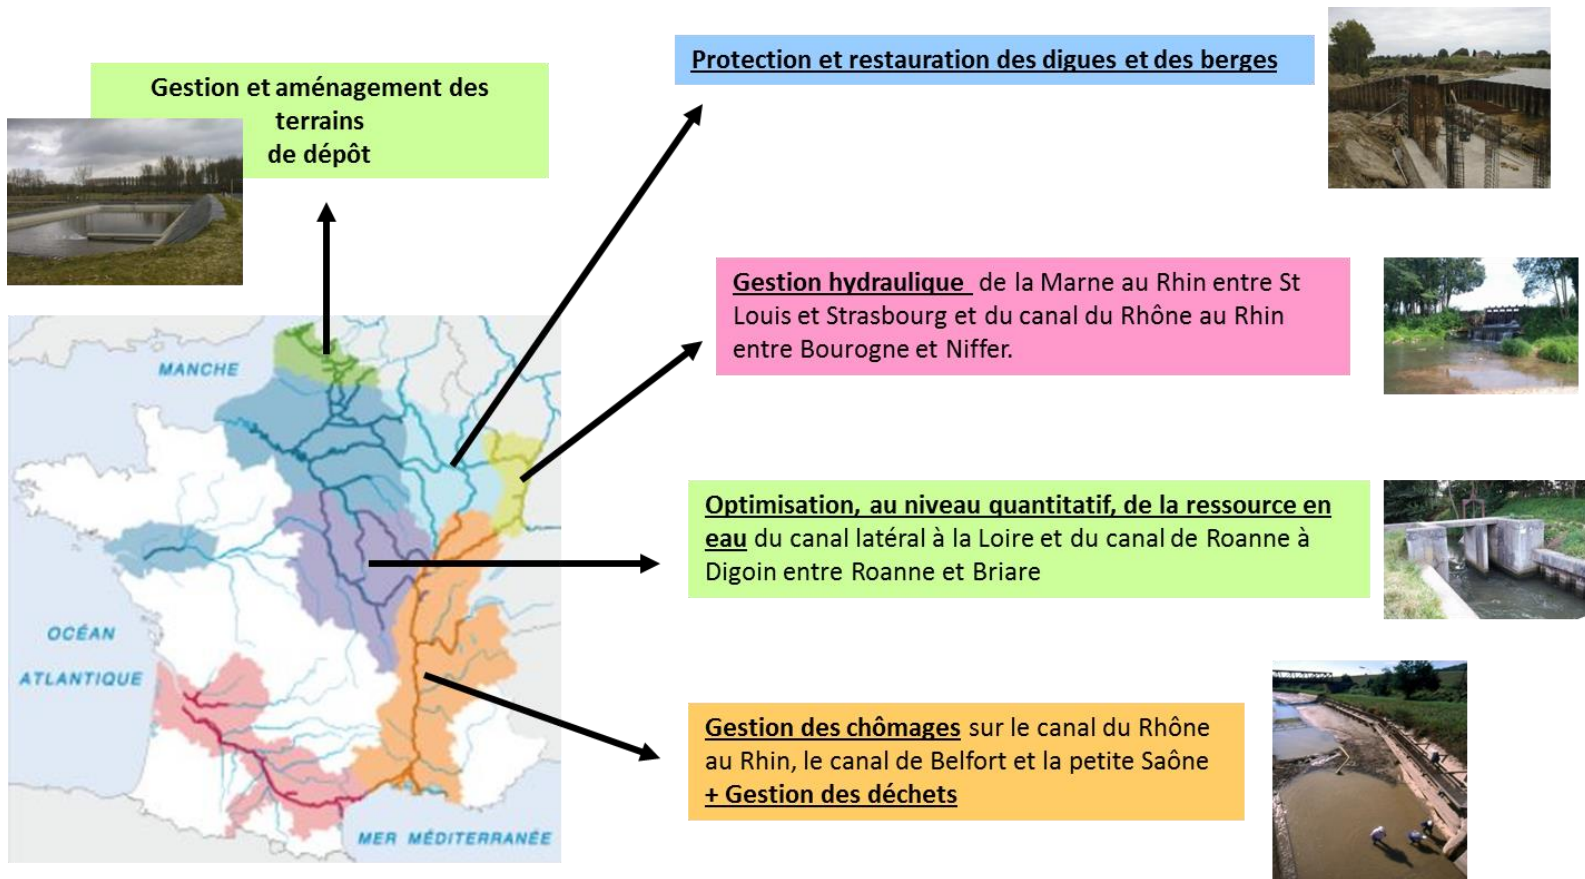 Gestion et aménagement des
terrains
de dépôt
Protection et restauration des digues et des berges
Gestion hydraulique de la Marne au Rhin entre St
Louis et Strasbourg et du canal du Rhône au Rhin
entre Bourogne et Niffer.
Optimisation, au niveau quantitatif, de la ressource en
eau du canal latéral à la Loire et du canal de Roanne à
Digoin entre Roanne et Briare
Gestion des chômages sur le canal du Rhône
au Rhin, le canal de Belfort et la petite Saône
+ Gestion des déchets
MANCHE
OCÉAN
ATLANTIQUE
MER MÉDITERRANÉE